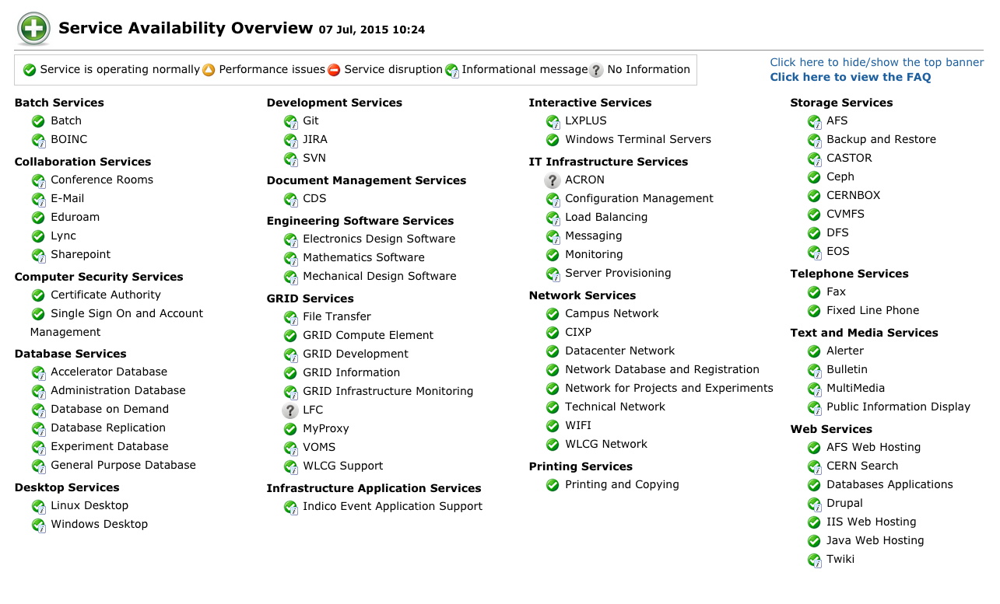 Service Availability Overview 07 Jul, 2015 10:24
Service is operating normally Performance issues Service disruption Informational message No Information
Click here to hide/show the top banner
Click here to view the FAQ
Batch Services
Batch
BOINC
Collaboration Services
Conference Rooms
E-Mail
Eduroam
Lync
Sharepoint
Computer Security Services
Certificate Authority
Single Sign On and Account
Management
Database Services
Accelerator Database
Administration Database
Database on Demand
Database Replication
Experiment Database
General Purpose Database
Desktop Services
Linux Desktop
Windows Desktop
Development Services
Git
JIRA
SVN
Document Management Services
CDS
Engineering Software Services
Electronics Design Software
Mathematics Software
Mechanical Design Software
GRID Services
File Transfer
GRID Compute Element
GRID Development
GRID Information
GRID Infrastructure Monitoring
LFC
MyProxy
VOMS
WLCG Support
Infrastructure Application Services
Indico Event Application Support
Interactive Services
LXPLUS
Windows Terminal Servers
IT Infrastructure Services
ACRON
Configuration Management
Load Balancing
Messaging
Monitoring
Server Provisioning
Network Services
Campus Network
CIXP
Datacenter Network
Network Database and Registration
Network for Projects and Experiments
Technical Network
WIFI
WLCG Network
Printing Services
Printing and Copying
Storage Services
AFS
Backup and Restore
CASTOR
Ceph
CERNBOX
CVMFS
DFS
EOS
Telephone Services
Fax
Fixed Line Phone
Text and Media Services
Alerter
Bulletin
MultiMedia
Public Information Display
Web Services
AFS Web Hosting
CERN Search
Databases Applications
Drupal
IIS Web Hosting
Java Web Hosting
Twiki